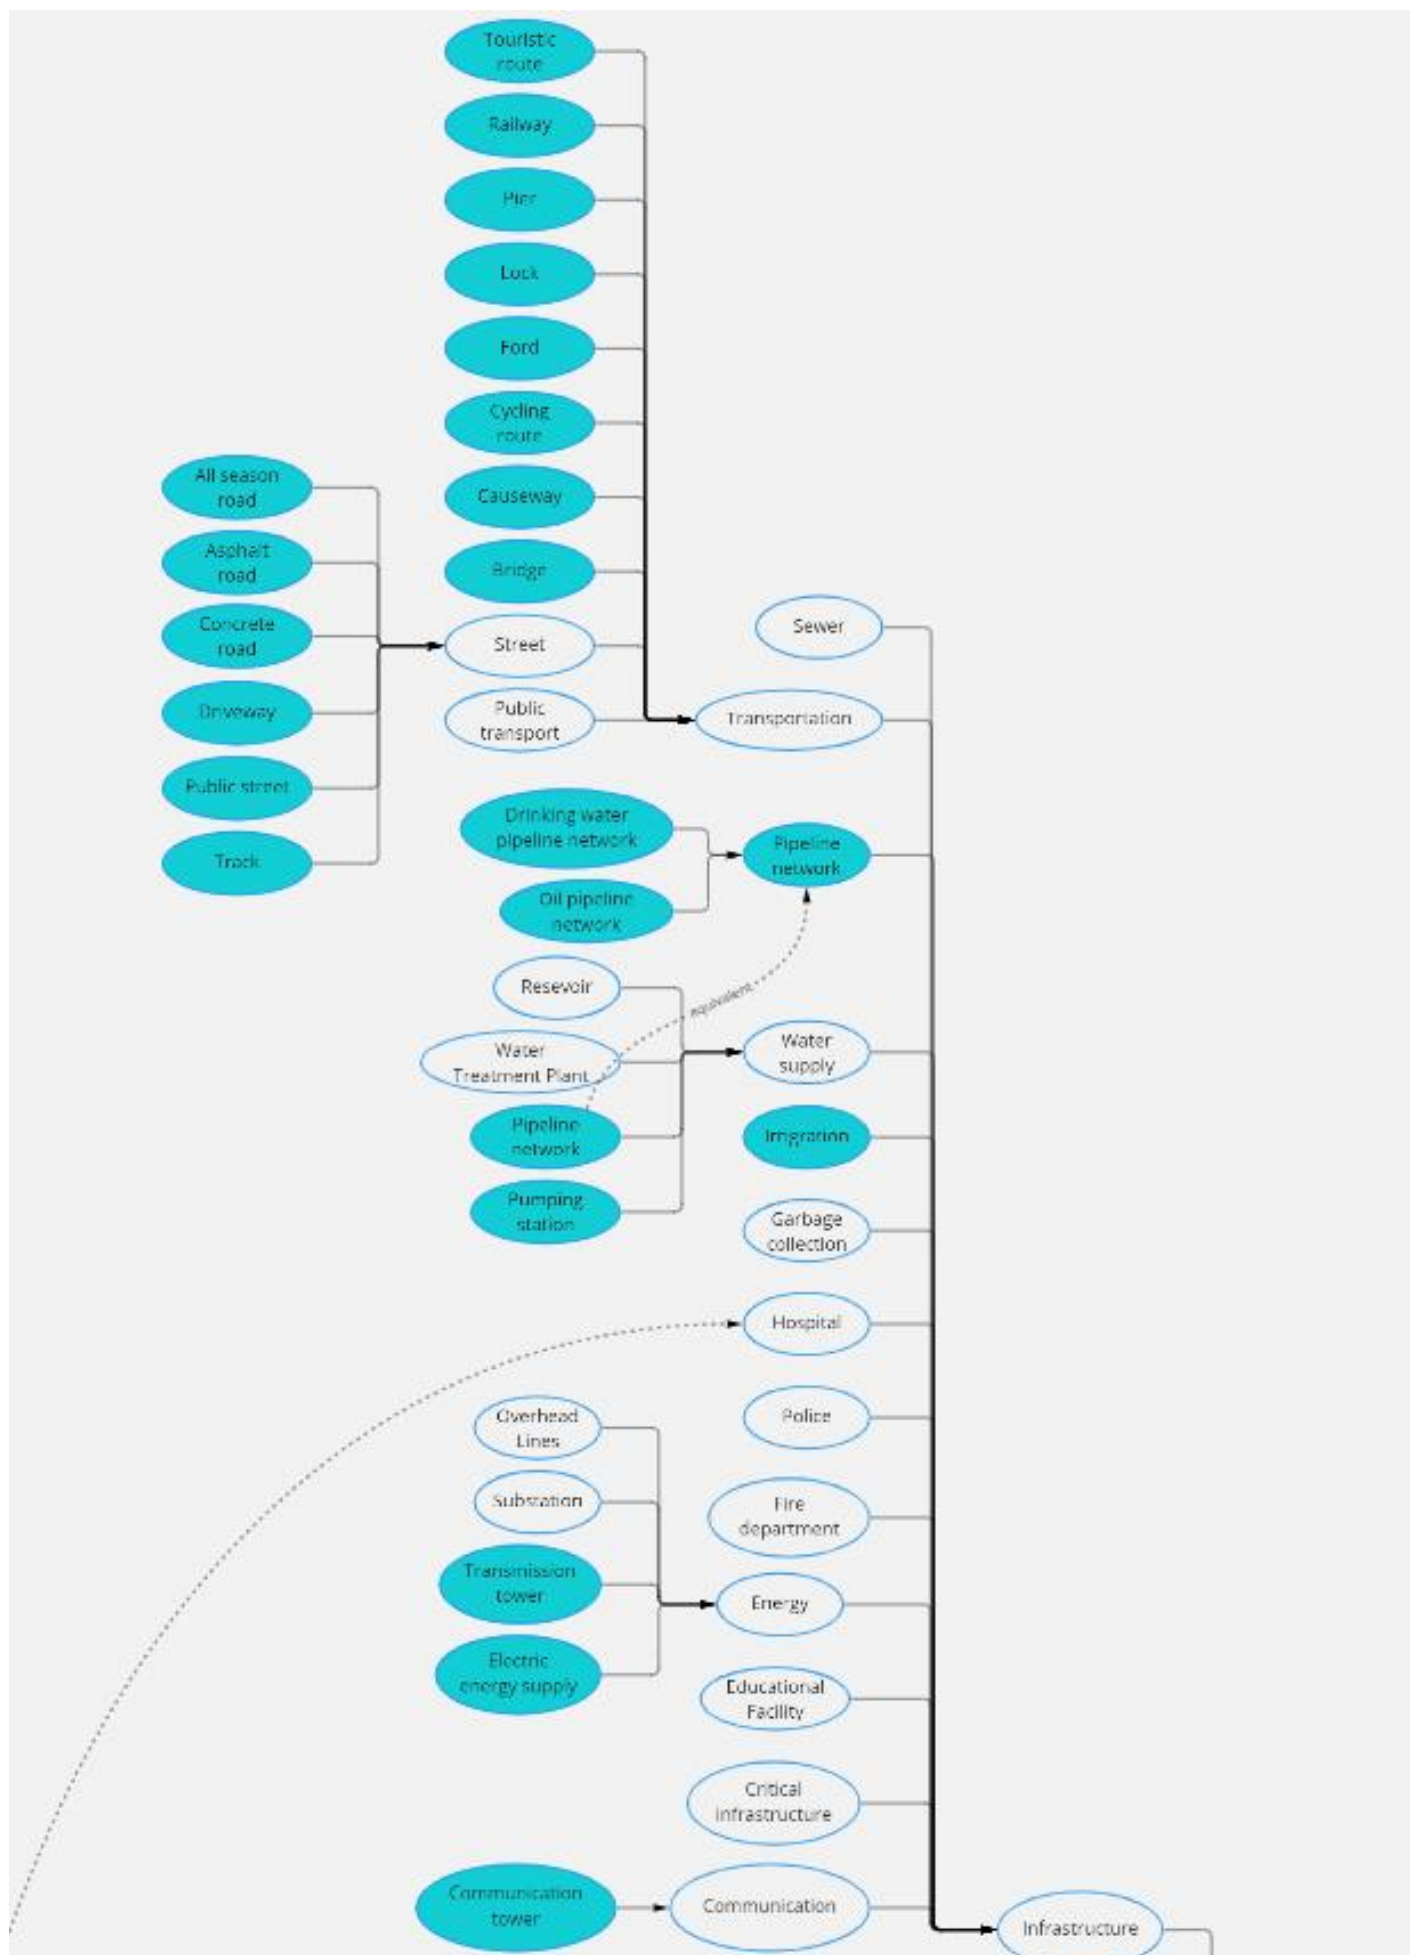 Touristic
route
Railway
Pier
Lock
Ford
Cycling
route
Causeway
Bridge
Street
Public
transport
All season
road
Asphalt
road
Concrete
road
Driveway
Public street
Track
Sewer
Transportation
Drinking water
pipeline network
Oil pipeline
network
Pipeline
network
equivalent
Resevoir
Water
Treatment Plant
Pipeline
network
Pumping
station
Water
supply
Irrigration
Garbage
collection
Hospital
Police
Fire
department
Overhead
Lines
Substation
Transmission
tower
Electric
energy supply
Energy
Educational
Facility
Critical
infrastructure
Communication
tower
Communication
Infrastructure